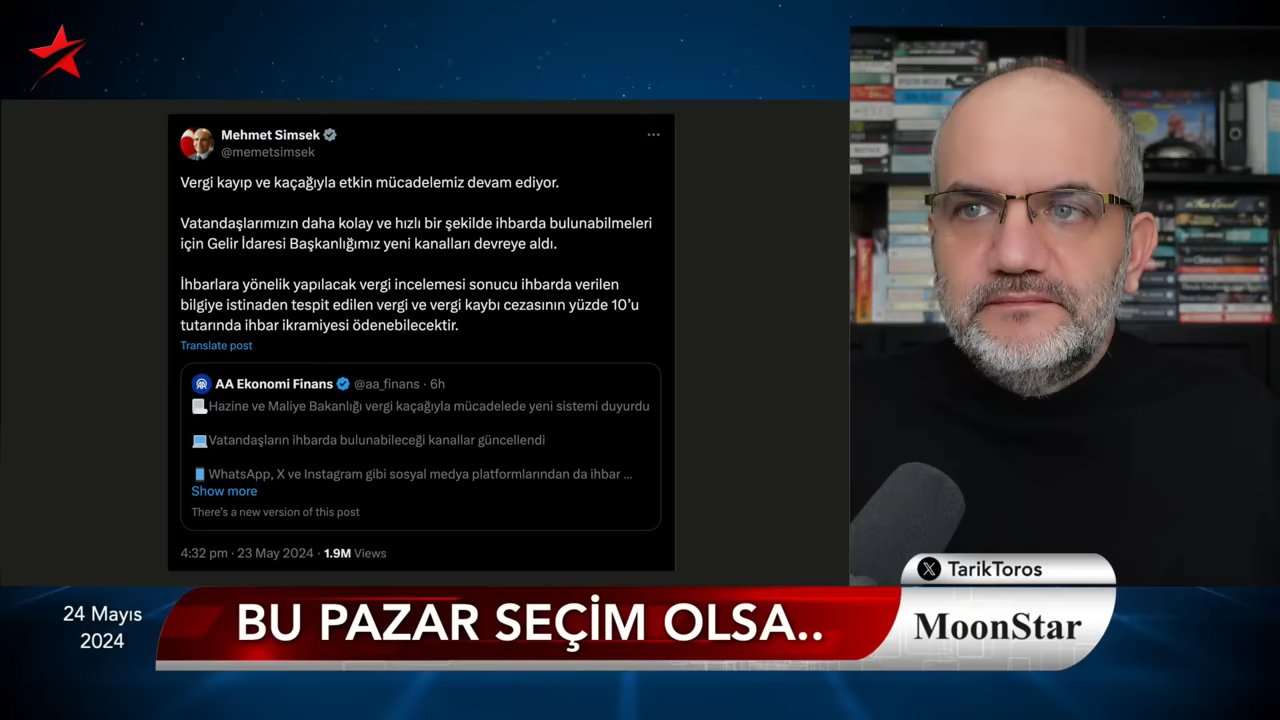 Mehmet Simsek
@memetsimsek
Vergi kayıp ve kaçağıyla etkin mücadelemiz devam ediyor.
Vatandaşlarımızın daha kolay ve hızlı bir şekilde ihbarda bulunabilmeleri
için Gelir İdaresi Başkanlığımız yeni kanalları devreye aldı.
İhbarlara yönelik yapılacak vergi incelemesi sonucu ihbarda verilen
bilgiye istinaden tespit edilen vergi ve vergi kaybı cezasının yüzde 10'u
tutarında ihbar ikramiyesi ödenebilecektir.
Translate post
AA Ekonomi Finans @aa_finans · 6h
Hazine ve Maliye Bakanlığı vergi kaçağıyla mücadelede yeni sistemi duyurdu
Vatandaşların ihbarda bulunabileceği kanallar güncellendi
WhatsApp, X ve Instagram gibi sosyal medya platformlarından da ihbar ...
Show more
There's a new version of this post
4:32 pm · 23 May 2024 · 1.9M Views
TarikToros
MoonStar
24 Mayıs
2024
BU PAZAR SEÇİM OLSA..